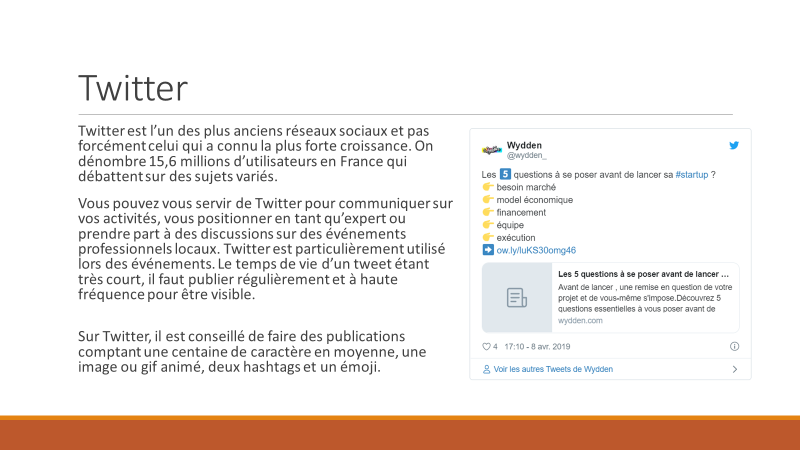 Twitter
Twitter est l’un des plus anciens réseaux sociaux et pas
forcément celui qui a connu la plus forte croissance. On
dénombre 15,6 millions d’utilisateurs en France qui
débattent sur des sujets variés.
Vous pouvez vous servir de Twitter pour communiquer sur
vos activités, vous positionner en tant qu’expert ou
prendre part à des discussions sur des événements
professionnels locaux. Twitter est particulièrement utilisé
lors des événements. Le temps de vie d’un tweet étant
très court, il faut publier régulièrement et à haute
fréquence pour être visible.
Sur Twitter, il est conseillé de faire des publications
comptant une centaine de caractère en moyenne, une
image ou gif animé, deux hashtags et un émoji.
Wydden
@wydden_
Les 5 questions à se poser avant de lancer sa #startup ?
👉 besoin marché
👉 model économique
👉 financement
👉 équipe
👉 exécution
➡ ow.ly/luKS30omg46
Les 5 questions à se poser avant de lancer ...
Avant de lancer , une remise en question de votre
projet et de vous-même s'impose.Découvrez 5
questions essentielles à vous poser avant de
wydden.com
4 17:10 - 8 avr. 2019
Voir les autres Tweets de Wydden